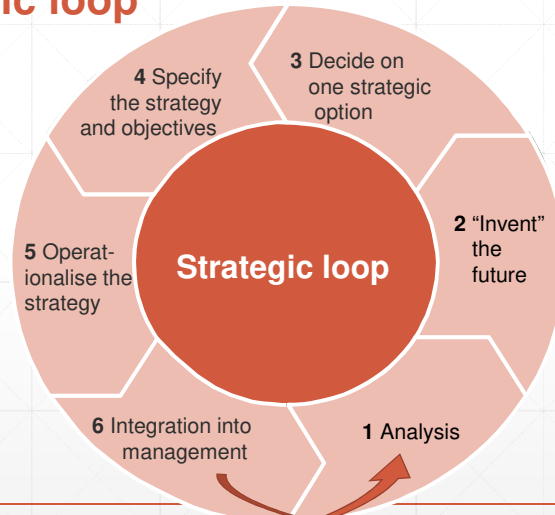 ic loop
3 Decide on
one strategic
option
4 Specify
the strategy
and objectives
2 “Invent”
the
future
5 Operat-
ionalise the
strategy
Strategic loop
6 Integration into
management
1 Analysis